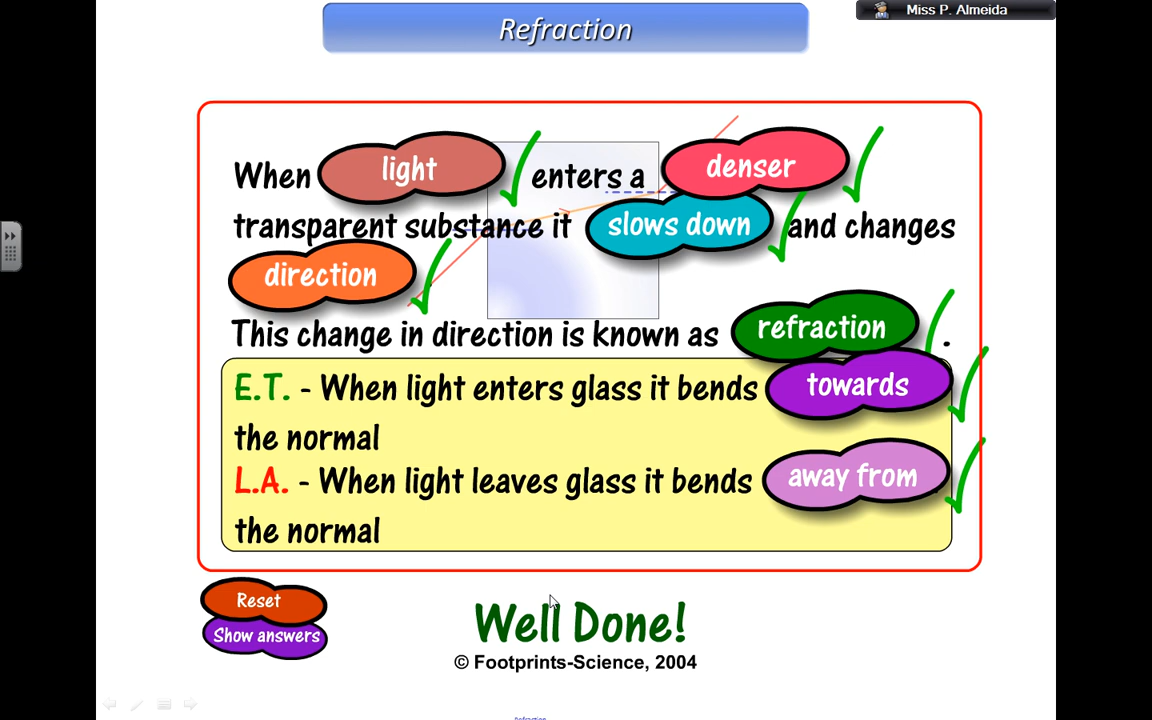 Miss P. Almeida
Refraction
When light enters a denser
transparent substance it slows down and changes
direction
This change in direction is known as refraction .
E.T. - When light enters glass it bends towards
the normal
L.A. - When light leaves glass it bends away from
the normal
Reset
Show answers
Well Done!
© Footprints-Science, 2004
Refraction